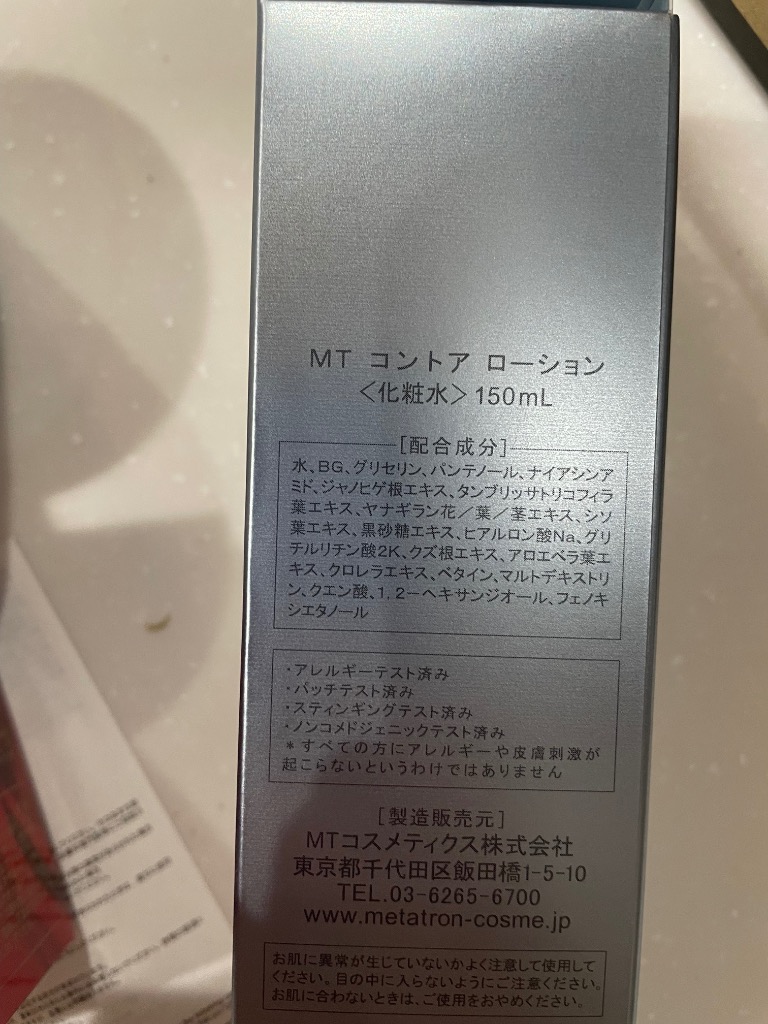 MT コントア ローション
<化粧水> 150mL
[配合成分]
水、BG、グリセリン、パンテノール、ナイアシンア
ミド、ジャノヒゲ根エキス、タンブリッサトリコフィラ
葉エキス、ヤナギラン花／葉／茎エキス、シソ
葉エキス、黒砂糖エキス、ヒアルロン酸Na、グリ
チルリチン酸2K、クズ根エキス、アロエベラ葉エ
キス、クロレラエキス、ベタイン、マルトデキストリ
ン、クエン酸、1,2－ヘキサンジオール、フェノキ
シエタノール
・アレルギーテスト済み
・パッチテスト済み
・スティンギングテスト済み
・ノンコメドジェニックテスト済み
＊すべての方にアレルギーや皮膚刺激が
起こらないというわけではありません
[製造販売元]
MTコスメティクス株式会社
東京都千代田区飯田橋1-5-10
TEL.03-6265-6700
www.metatron-cosme.jp
お肌に異常が生じていないかよく注意して使用して
ください。目の中に入らないようにご注意ください。
お肌に合わないときは、ご使用をおやめください。